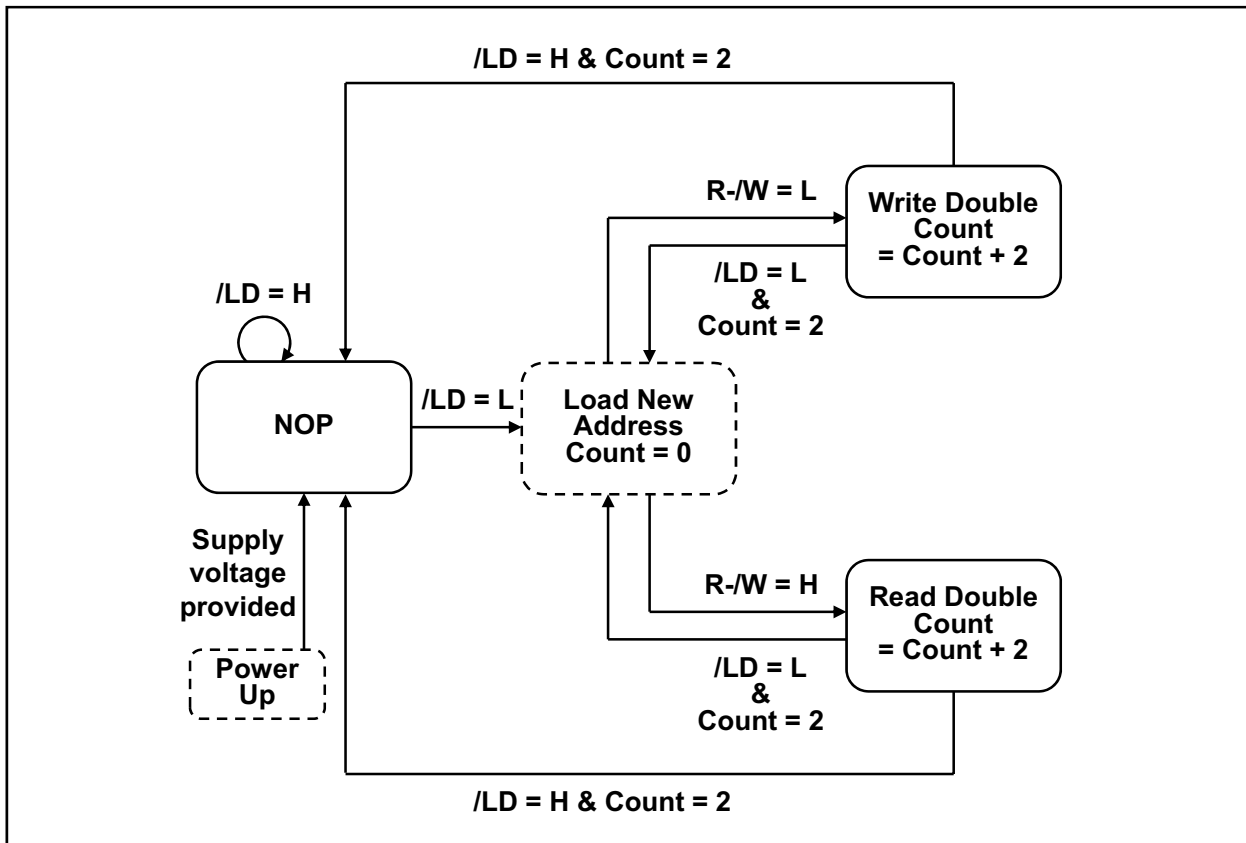 /LD = H & Count = 2
R-/W = L
Write Double
Count
= Count + 2
/LD = L
&
Count = 2
/LD = H
NOP
/LD = L
Load New
Address
Count = 0
Supply
voltage
provided
Power
Up
R-/W = H
Read Double
Count
= Count + 2
/LD = L
&
Count = 2
/LD = H & Count = 2